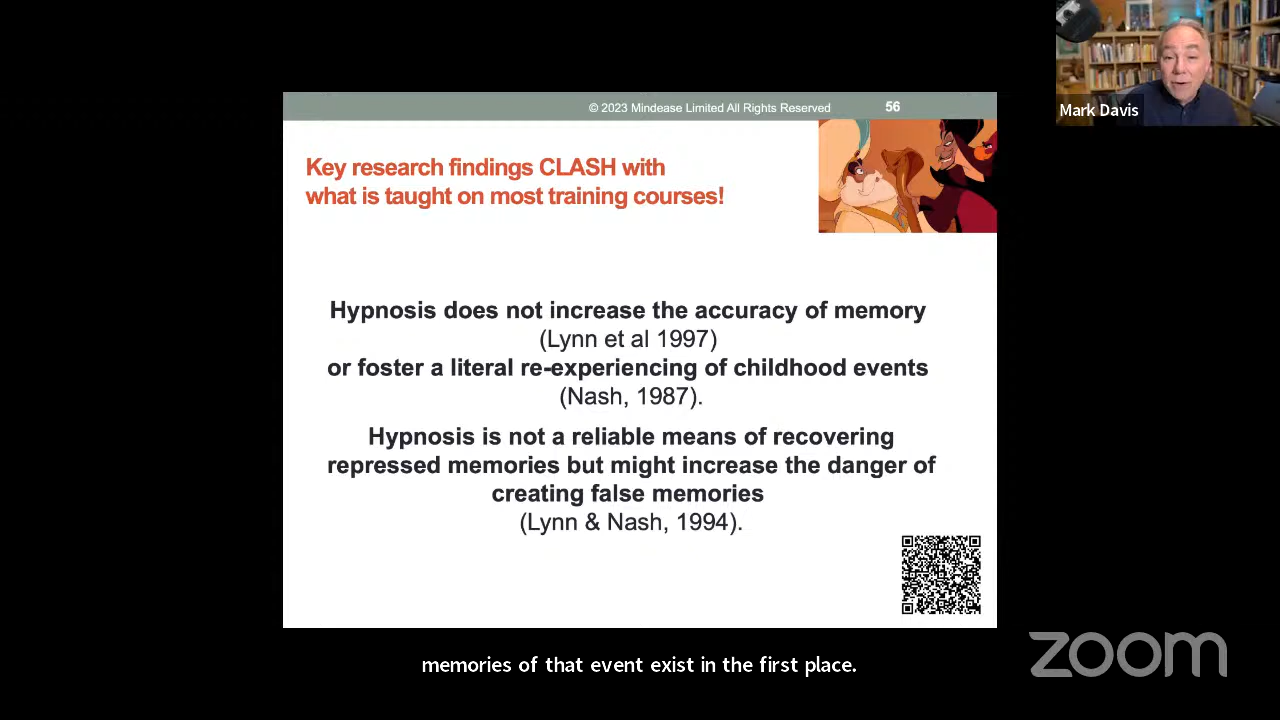 © 2023 Mindease Limited All Rights Reserved 56
Mark Davis
Key research findings CLASH with
what is taught on most training courses!
Hypnosis does not increase the accuracy of memory
(Lynn et al 1997)
or foster a literal re-experiencing of childhood events
(Nash, 1987).
Hypnosis is not a reliable means of recovering
repressed memories but might increase the danger of
creating false memories
(Lynn & Nash, 1994).
memories of that event exist in the first place.
zoom